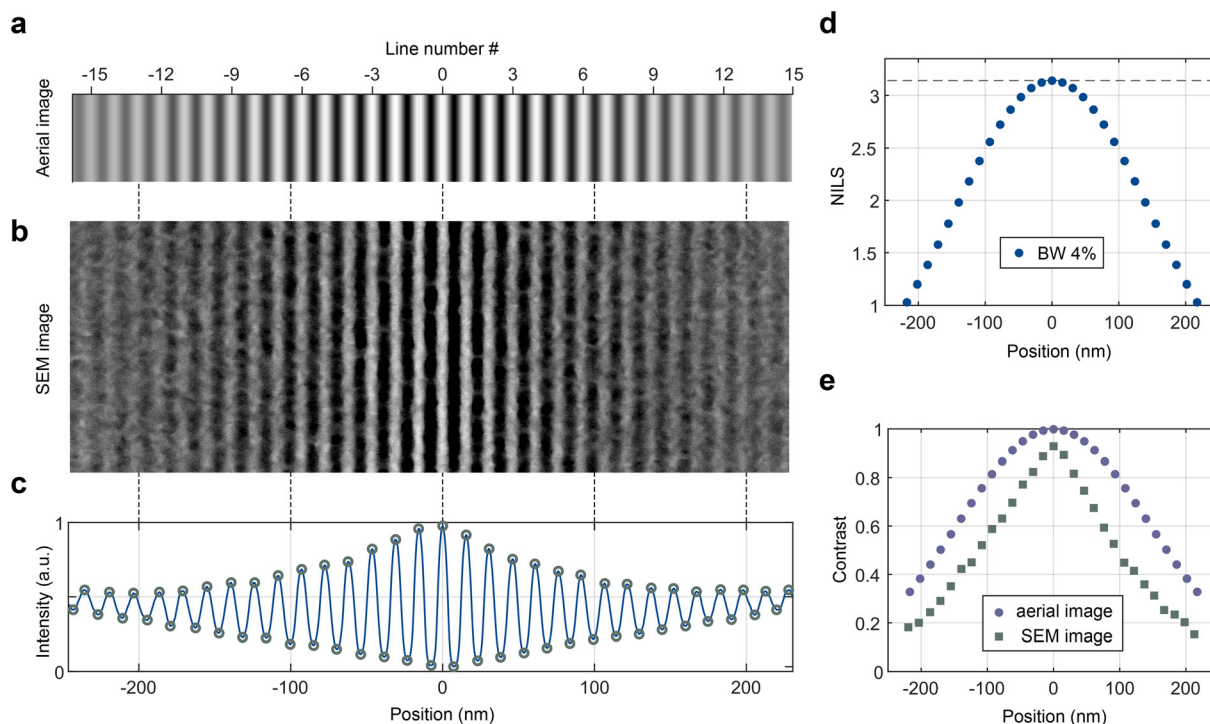 a
Line number #
-15 -12 -9 -6 -3 0 3 6 9 12 15
Aerial image
b
SEM image
c
Intensity (a.u.)
1
0
-200 -100 0 100 200
Position (nm)
d
NILS
3
2.5
2
1.5
1
BW 4%
-200 -100 0 100 200
Position (nm)
e
Contrast
1
0.8
0.6
0.4
0.2
0
aerial image
SEM image
-200 -100 0 100 200
Position (nm)